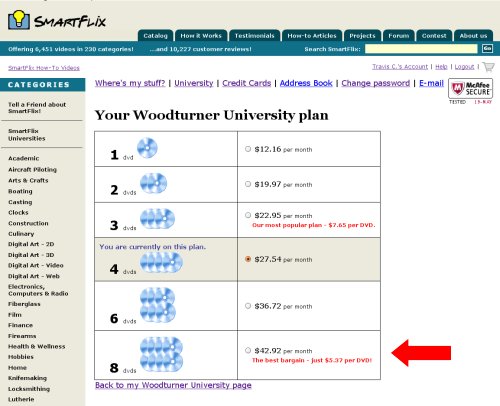 SMARTFLIX
Catalog How it Works Testimonials How-to Articles Projects Forum Contest About us
Offering 6,451 videos in 230 categories! ...and 10,227 customer reviews! Search SmartFlix:
SmartFlix How-To Videos
Travis C.'s Account | Help | Logout |
CATEGORIES
Where's my stuff? | University | Credit Cards | Address Book | Change password | E-mail
McAfee
SECURE
TESTED 19-MAY
Tell a Friend about
SmartFlix!
SmartFlix
Universities
Academic
Aircraft Piloting
Arts & Crafts
Boating
Casting
Clocks
Construction
Culinary
Digital Art - 2D
Digital Art - 3D
Digital Art - Video
Digital Art - Web
Electronics,
Computers & Radio
Fiberglass
Film
Finance
Firearms
Health & Wellness
Hobbies
Home
Knifemaking
Locksmithing
Lutherie
Your Woodturner University plan
1 dvd
$12.16 per month
2 dvds
$19.97 per month
3 dvds
$22.95 per month
Our most popular plan - $7.65 per DVD.
You are currently on this plan.
4 dvds
$27.54 per month
6 dvds
$36.72 per month
8 dvds
$42.92 per month
The best bargain - just $5.37 per DVD!
Back to my Woodturner University page